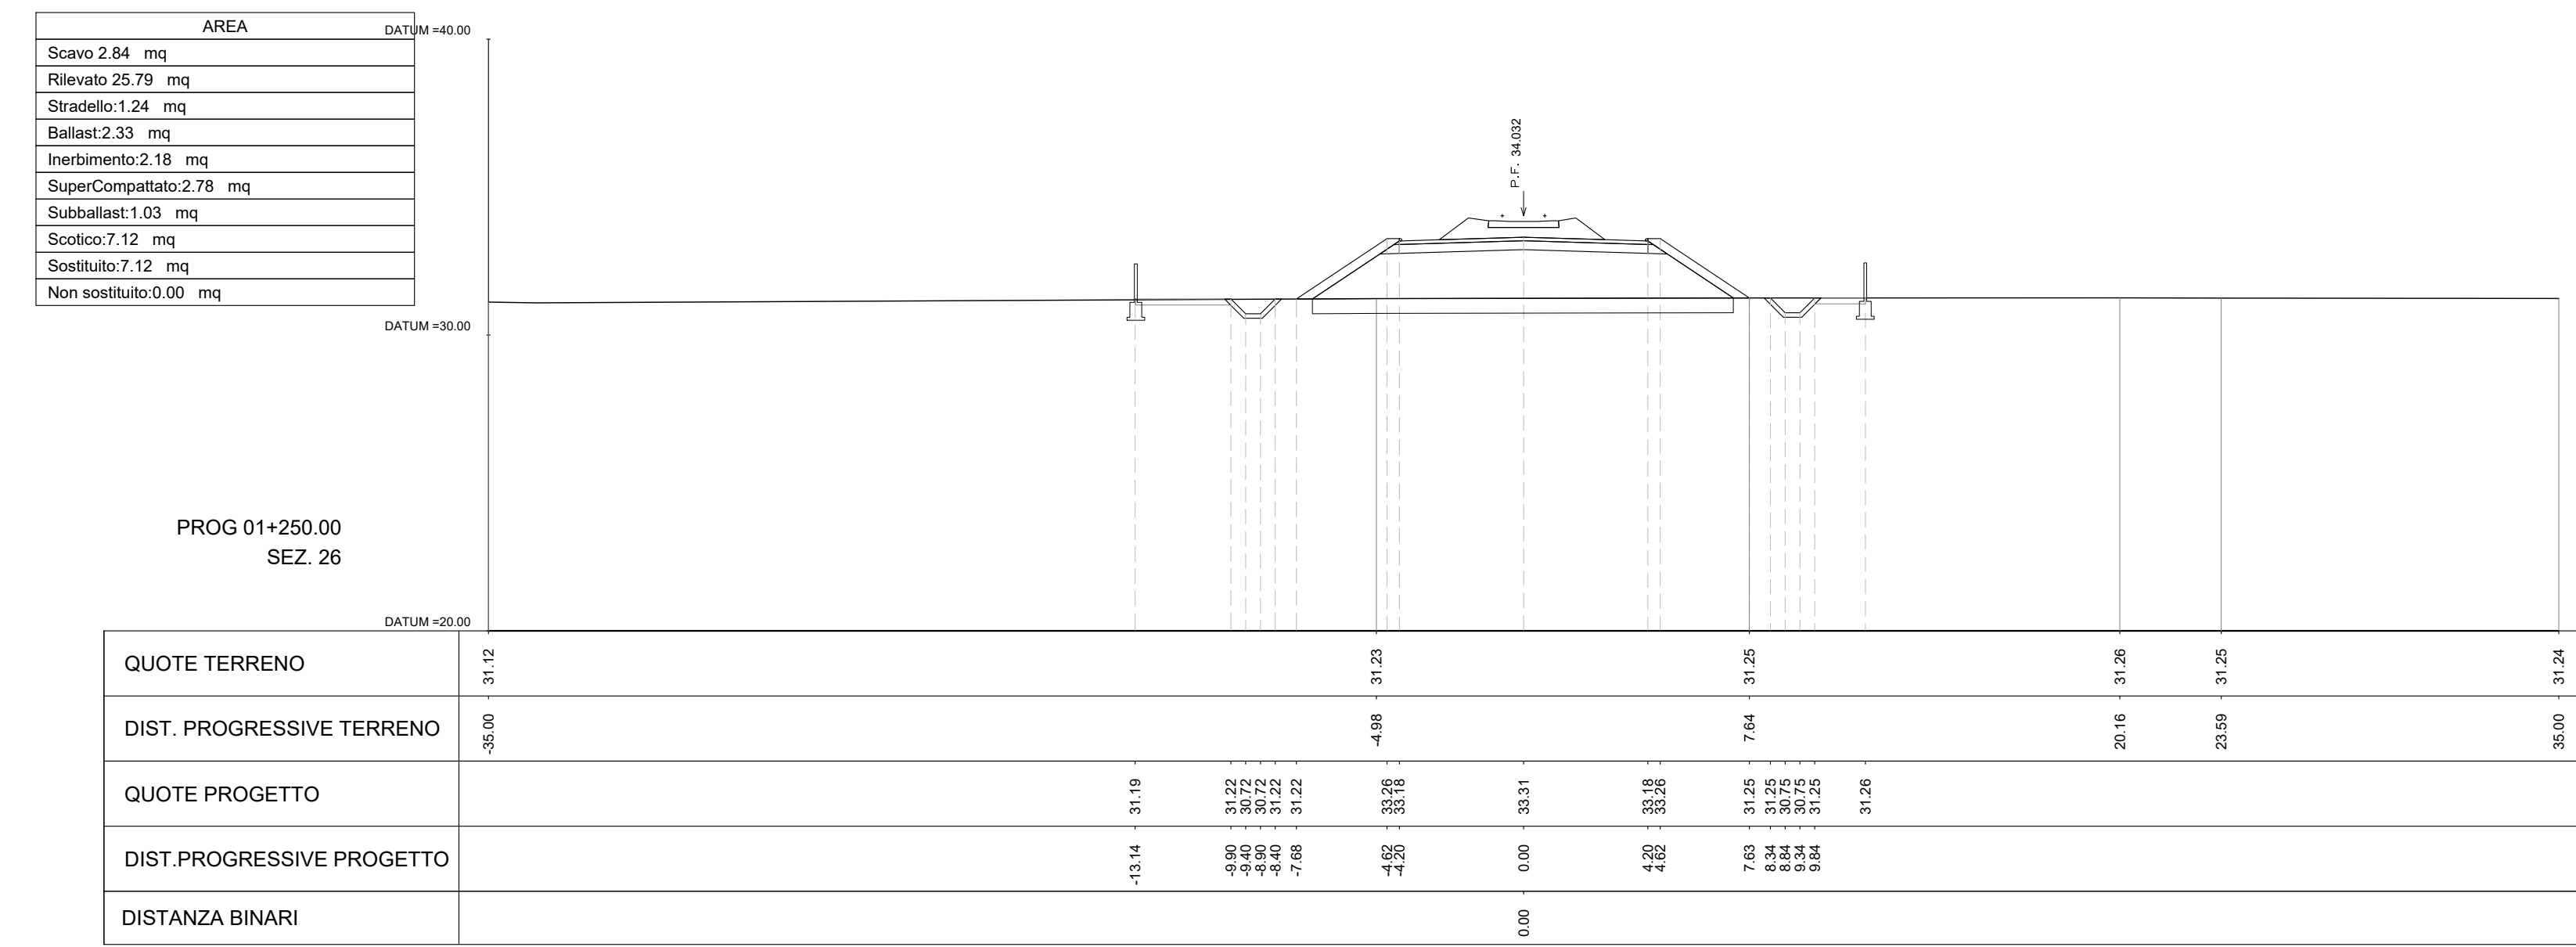 AREA
Scavo 2.84 mq
Rilevato 25.79 mq
Stradello:1.24 mq
Ballast:2.33 mq
Inerbimento:2.18 mq
SuperCompattato:2.78 mq
Subballast:1.03 mq
Scotico:7.12 mq
Sostituito:7.12 mq
Non sostituito:0.00 mq
DATUM =40.00
P.F. 34.032
DATUM =30.00
PROG 01+250.00
SEZ. 26
DATUM =20.00
QUOTE TERRENO 31.12 31.23 31.25 31.26 31.25 31.24
DIST. PROGRESSIVE TERRENO -35.00 -4.98 7.64 20.16 23.59 35.00
QUOTE PROGETTO 31.19 31.22 30.72 30.72 31.22 31.22 33.26 33.18 33.31 33.18 33.26 31.25 31.25 30.75 30.75 31.25 31.26
DIST.PROGRESSIVE PROGETTO -13.14 -9.90 -9.40 -8.90 -8.40 -7.68 -4.62 -4.20 0.00 4.20 4.62 7.63 8.34 8.84 9.34 9.84
DISTANZA BINARI 0.00